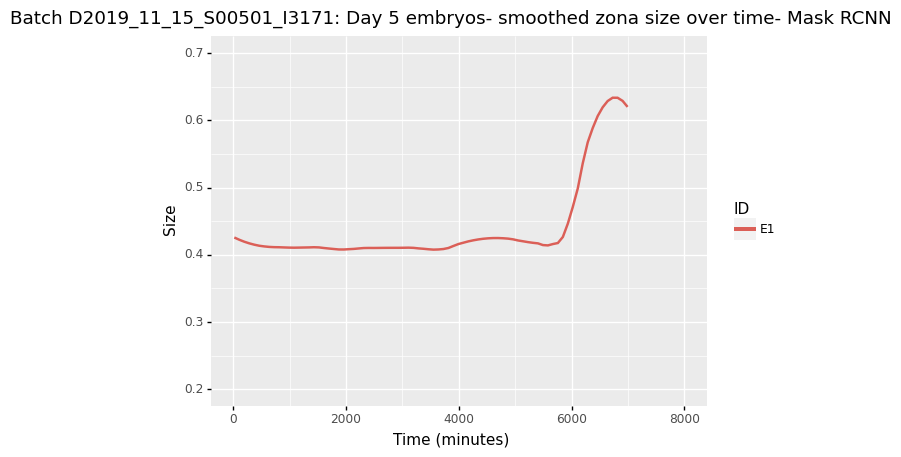 Batch D2019_11_15_S00501_I3171: Day 5 embryos- smoothed zona size over time- Mask RCNN
0.7
0.6
0.5
0.4
0.3
0.2
Size
0 2000 4000 6000 8000
Time (minutes)
ID
E1